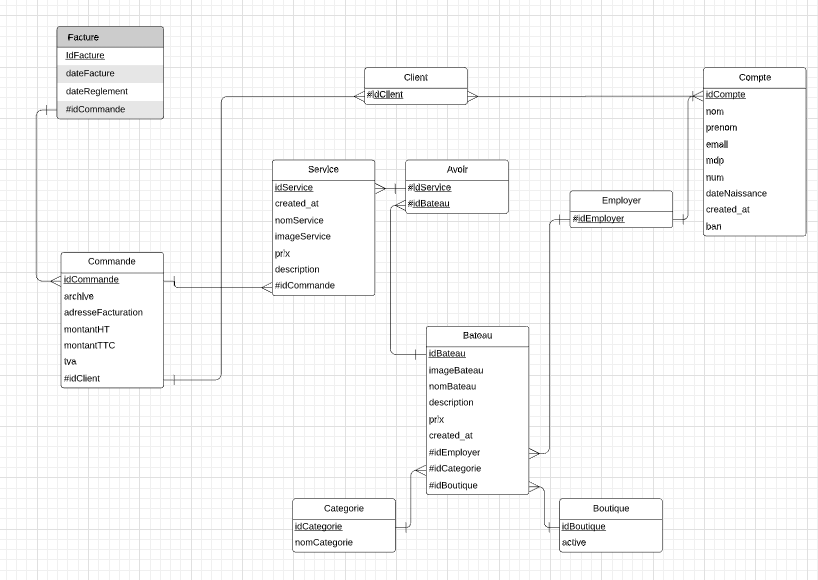 Facture
IdFacture
dateFacture
dateReglement
#idCommande
Client
#idClient
Compte
idCompte
nom
prenom
email
mdp
num
dateNaissance
created_at
ban
Service
idService
created_at
nomService
imageService
prix
description
#idCommande
Avoir
#idService
#idBateau
Employer
#idEmployer
Commande
idCommande
archive
adresseFacturation
montantHT
montantTTC
tva
#idClient
Bateau
idBateau
imageBateau
nomBateau
description
prix
created_at
#idEmployer
#idCategorie
#idBoutique
Categorie
idCategorie
nomCategorie
Boutique
idBoutique
active